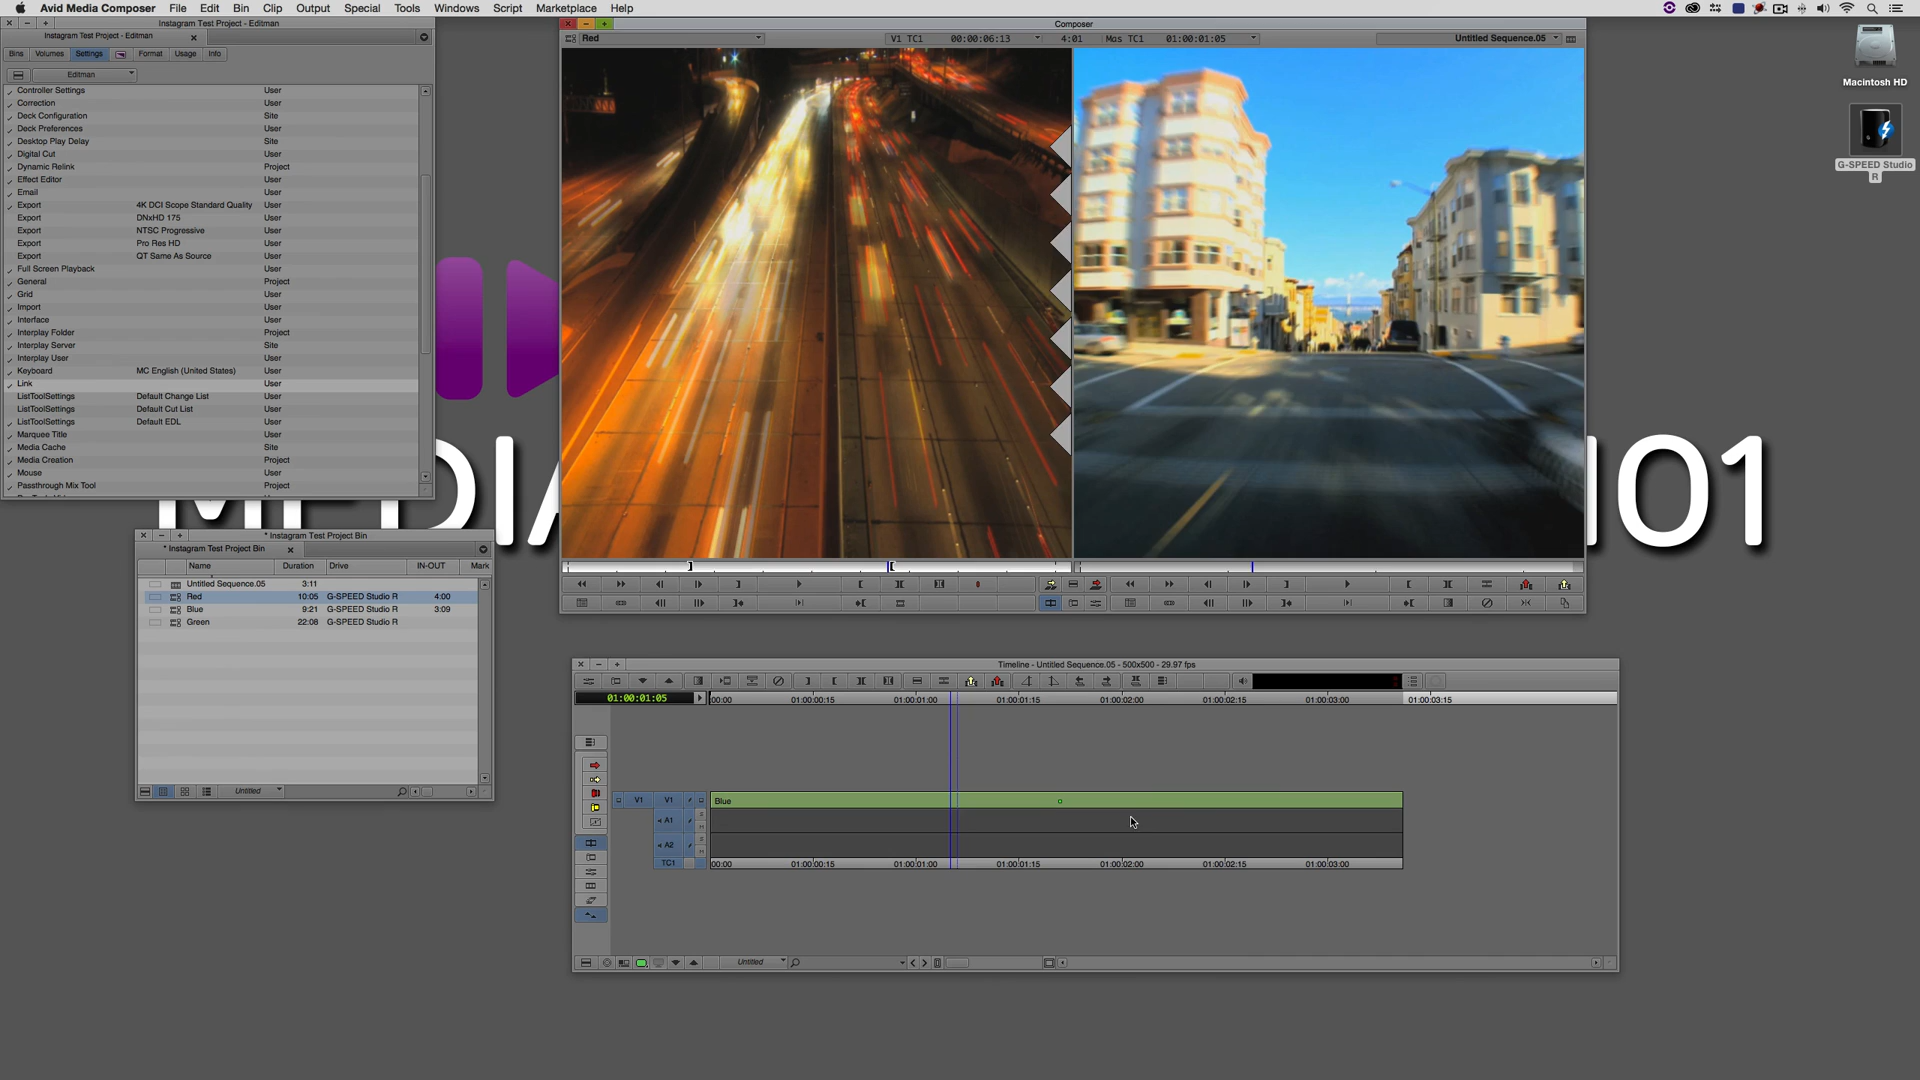 Avid Media Composer File Edit Bin Clip Output Special Tools Windows Script Marketplace Help
Instagram Test Project - Editman
Instagram Test Project - Editman
Bins Volumes Settings Format Usage Info
Editman
Controller Settings User
Correction User
Deck Configuration Site
Deck Preferences User
Desktop Play Delay Site
Digital Cut User
Dynamic Relink Project
Effect Editor User
Email User
Export 4K DCI Scope Standard Quality User
Export DNxHD 175 User
Export NTSC Progressive User
Export Pro Res HD User
Export QT Same As Source User
Full Screen Playback User
General Project
Grid User
Import User
Interface User
Interplay Folder Project
Interplay Server Site
Interplay User User
Keyboard MC English (United States) User
Link User
ListToolSettings Default Change List User
ListToolSettings Default Cut List User
ListToolSettings Default EDL User
Marquee Title User
Media Cache Site
Media Creation Project
Mouse User
Passthrough Mix Tool Project
Composer
Red V1 TC1 00:00:06:13 4:01 Mas TC1 01:00:01:05 Untitled Sequence.05
Macintosh HD
G-SPEED Studio
R
MEDIA
101
* Instagram Test Project Bin
* Instagram Test Project Bin
Name Duration Drive IN-OUT Mark
Untitled Sequence.05 3:11
Red 10:05 G-SPEED Studio R 4:00
Blue 9:21 G-SPEED Studio R 3:09
Green 22:08 G-SPEED Studio R
Untitled
Timeline - Untitled Sequence.05 - 500x500 - 29.97 fps
01:00:01:05 00:00 01:00:00:15 01:00:01:00 01:00:01:15 01:00:02:00 01:00:02:15 01:00:03:00 01:00:03:15
V1 V1 Blue
A1
A2
TC1 00:00 01:00:00:15 01:00:01:00 01:00:01:15 01:00:02:00 01:00:02:15 01:00:03:00
Untitled